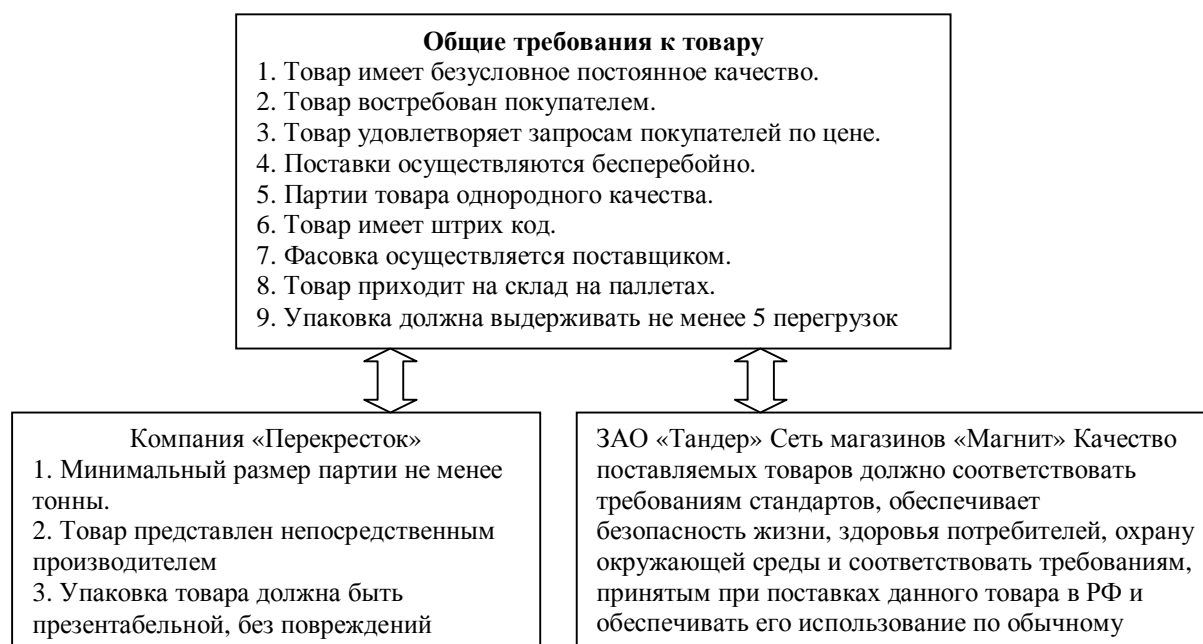 Общие требования к товару
1. Товар имеет безусловное постоянное качество.
2. Товар востребован покупателем.
3. Товар удовлетворяет запросам покупателей по цене.
4. Поставки осуществляются бесперебойно.
5. Партии товара однородного качества.
6. Товар имеет штрих код.
7. Фасовка осуществляется поставщиком.
8. Товар приходит на склад на паллетах.
9. Упаковка должна выдерживать не менее 5 перегрузок
Компания «Перекресток»
1. Минимальный размер партии не менее
тонны.
2. Товар представлен непосредственным
производителем
3. Упаковка товара должна быть
презентабельной, без повреждений
ЗАО «Тандер» Сеть магазинов «Магнит» Качество
поставляемых товаров должно соответствовать
требованиям стандартов, обеспечивает
безопасность жизни, здоровья потребителей, охрану
окружающей среды и соответствовать требованиям,
принятым при поставках данного товара в РФ и
обеспечивать его использование по обычному